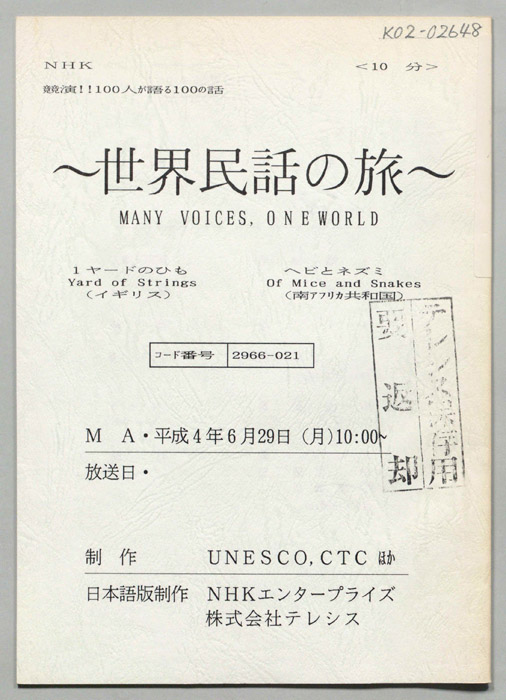 K02-02648
NHK <10 分>
競演!!100人が語る100の話
～世界民話の旅～
MANY VOICES, ONE WORLD
1ヤードのひも ヘビとネズミ
Yard of Strings Of Mice and Snakes
(イギリス) (南アフリカ共和国)
コード番号 2966-021
MA・平成4年6月29日 (月)10:00~
放送日・
要返却
制作 UNESCO, CTC ほか
日本語版制作 NHKエンタープライズ
株式会社テレシス